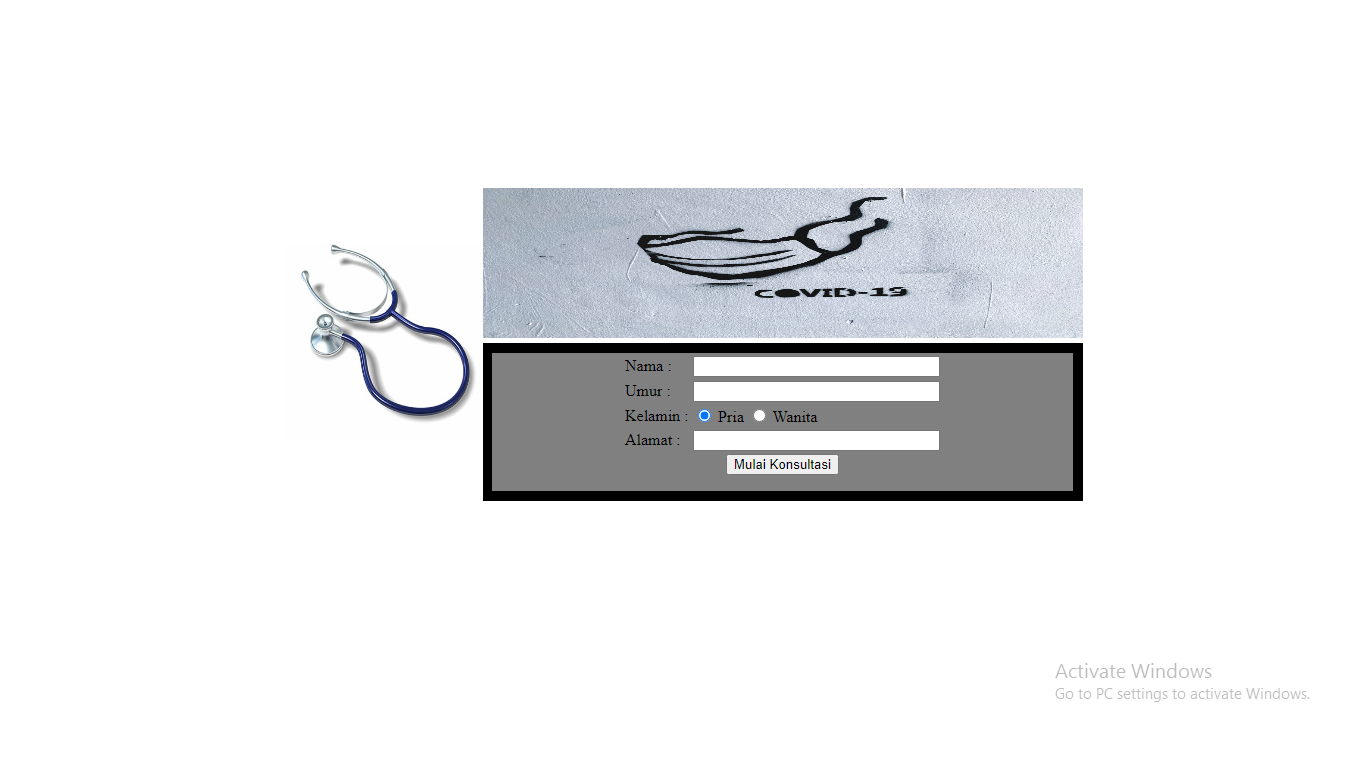 COVID-19
Nama :
Umur :
Kelamin : Pria Wanita
Alamat :
Mulai Konsultasi
Activate Windows
Go to PC settings to activate Windows.